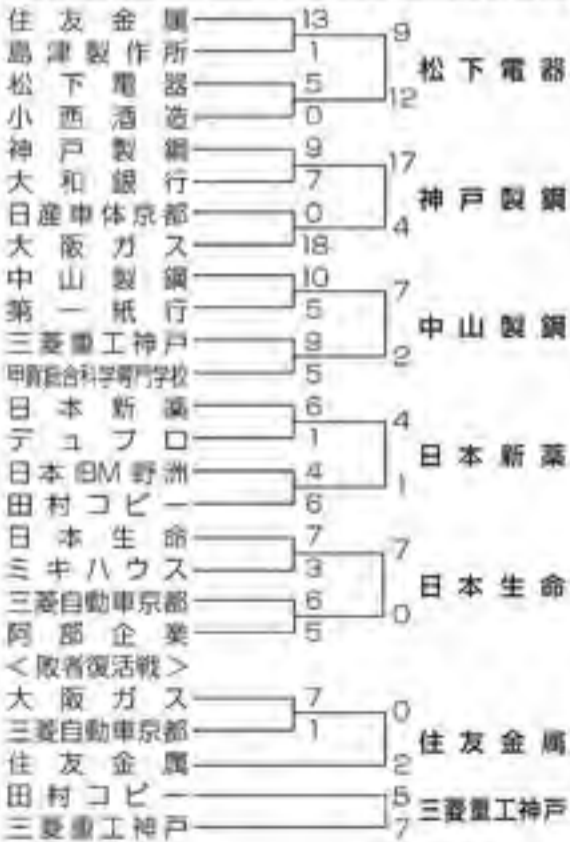 住友金属 13 9
島津製作所 1
松下電器
松下電器 5 12
小西酒造 0
神戸製鋼 9 17
大和銀行 7
神戸製鋼
日産車体京都 0 4
大阪ガス 18
中山製鋼 10 7
第一紙行 5
中山製鋼
三菱重工神戸 9 2
甲賀総合科学専門学校 5
日本新薬 6 4
デュプロ 1
日本新薬
日本IBM野洲 4 1
田村コピー 6
日本生命 7 7
ミキハウス 3
日本生命
三菱自動車京都 6 0
阿部企業 5
<敗者復活戦>
大阪ガス 7 0
三菱自動車京都 1
住友金属
住友金属 2
田村コピー 5
三菱重工神戸
三菱重工神戸 7